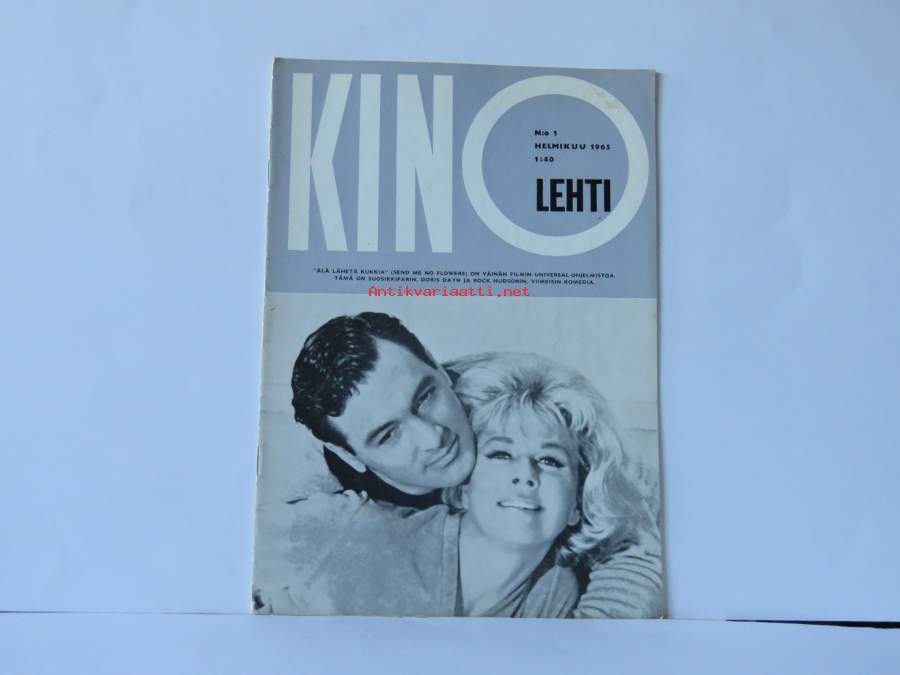 KINO
N:o 1
HELMIKUU 1965
1:40
LEHTI
"ÄLÄ LÄHETÄ KUKKIA" (SEND ME NO FLOWERS) ON VÄINÄN FILMIN UNIVERSAL-OHJELMISTOA.
TÄMÄ ON SUOSIKKIPARIN, DORIS DAYN JA ROCK HUDSONIN, VIIMEISIN KOMEDIA.
Antikvariaatti.net